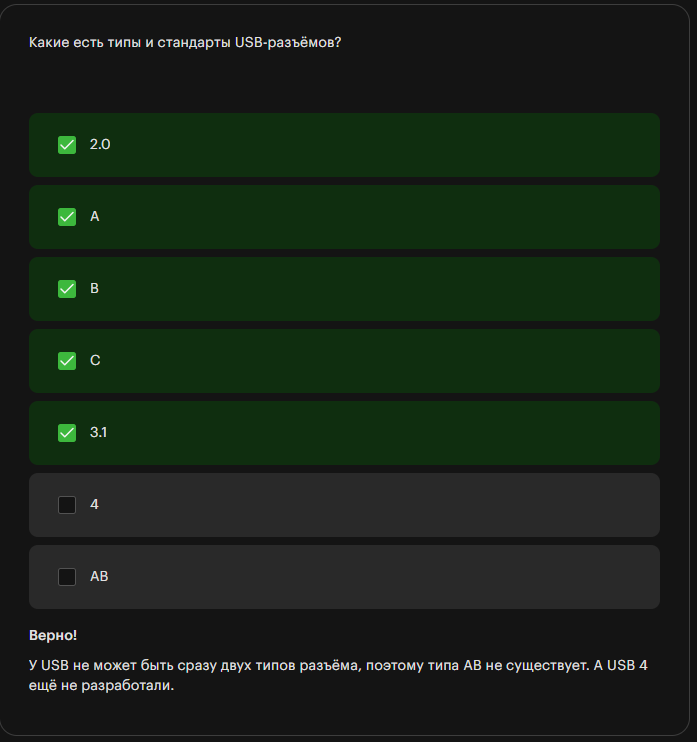 Какие есть типы и стандарты USB-разъёмов?
2.0
A
B
C
3.1
4
AB
Верно!
У USB не может быть сразу двух типов разъёма, поэтому типа AB не существует. А USB 4
ещё не разработали.